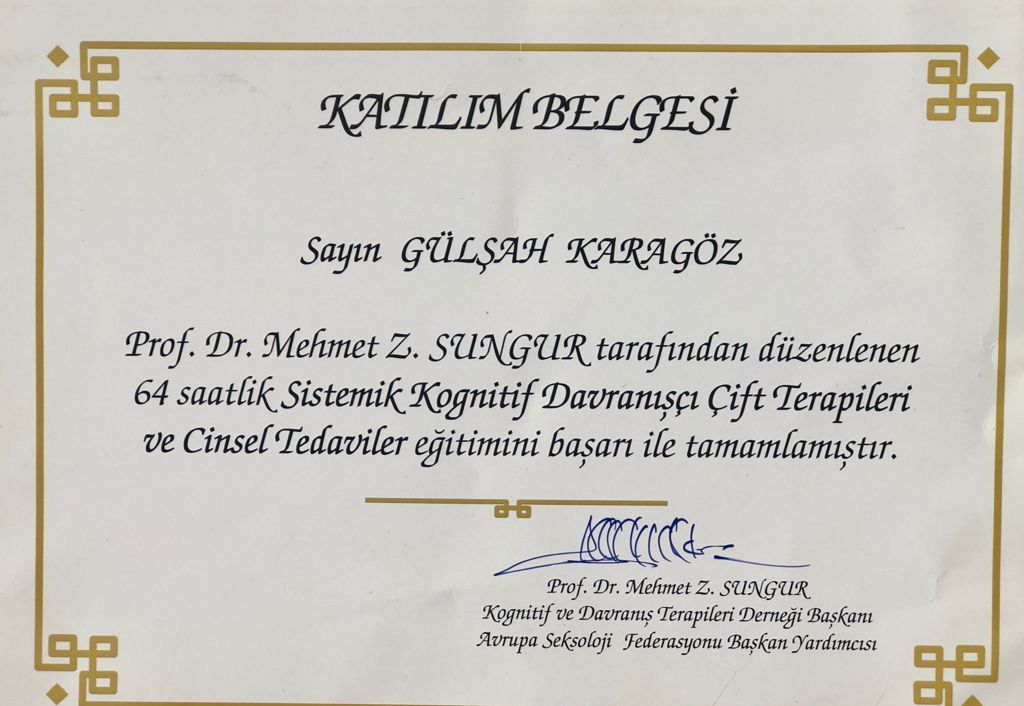 KATILIM BELGESİ
Sayın GÜLŞAH KARAGÖZ
Prof. Dr. Mehmet Z. SUNGUR tarafından düzenlenen
64 saatlik Sistemik Kognitif Davranışçı Çift Terapileri
ve Cinsel Tedaviler eğitimini başarı ile tamamlamıştır.
Prof. Dr. Mehmet Z. SUNGUR
Kognitif ve Davranış Terapileri Derneği Başkanı
Avrupa Seksoloji Federasyonu Başkan Yardımcısı